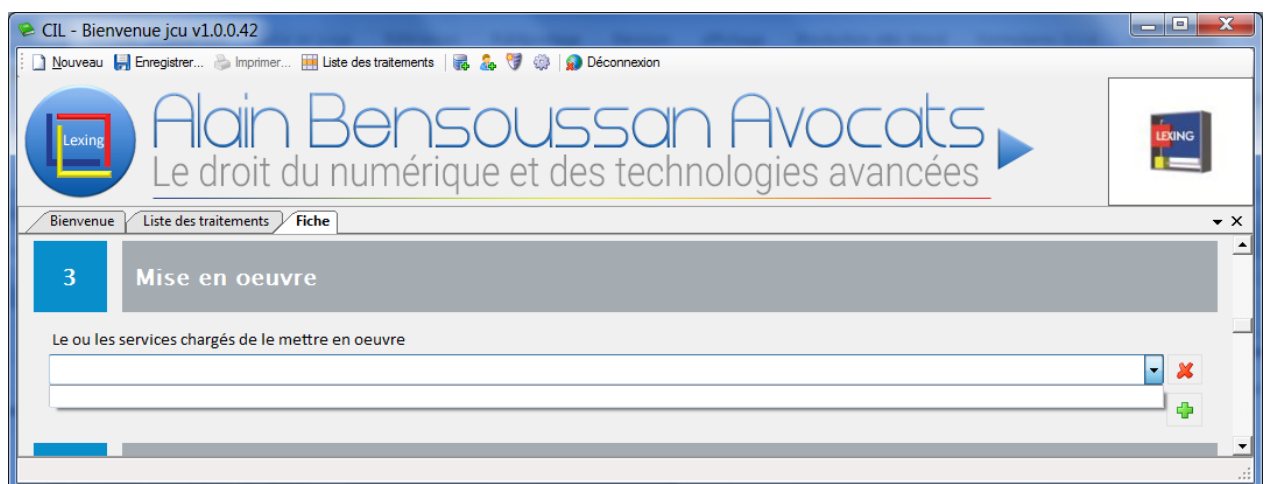 CIL - Bienvenue jcu v1.0.0.42
Nouveau Enregistrer... Imprimer... Liste des traitements Déconnexion
Lexing
Alain Bensoussan Avocats
Le droit du numérique et des technologies avancées
LEXING
Bienvenue Liste des traitements Fiche
3 Mise en oeuvre
Le ou les services chargés de le mettre en oeuvre